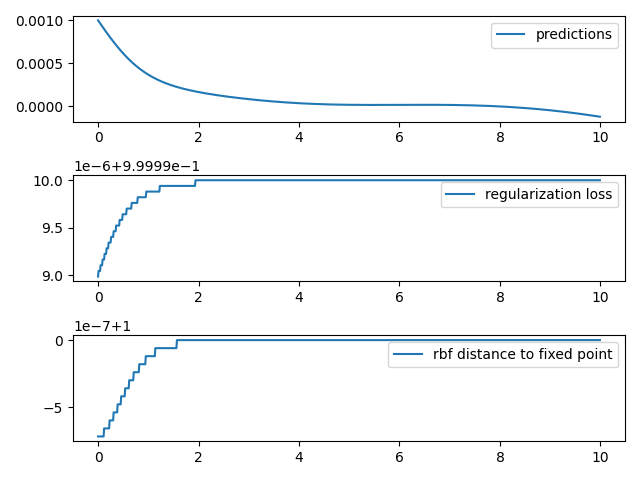 0.0010
predictions
0.0005
0.0000
0 2 4 6 8 10
1e−6+9.9999e−1
10.0
regularization loss
9.5
9.0
0 2 4 6 8 10
1e−7+1
0
rbf distance to fixed point
−5
0 2 4 6 8 10